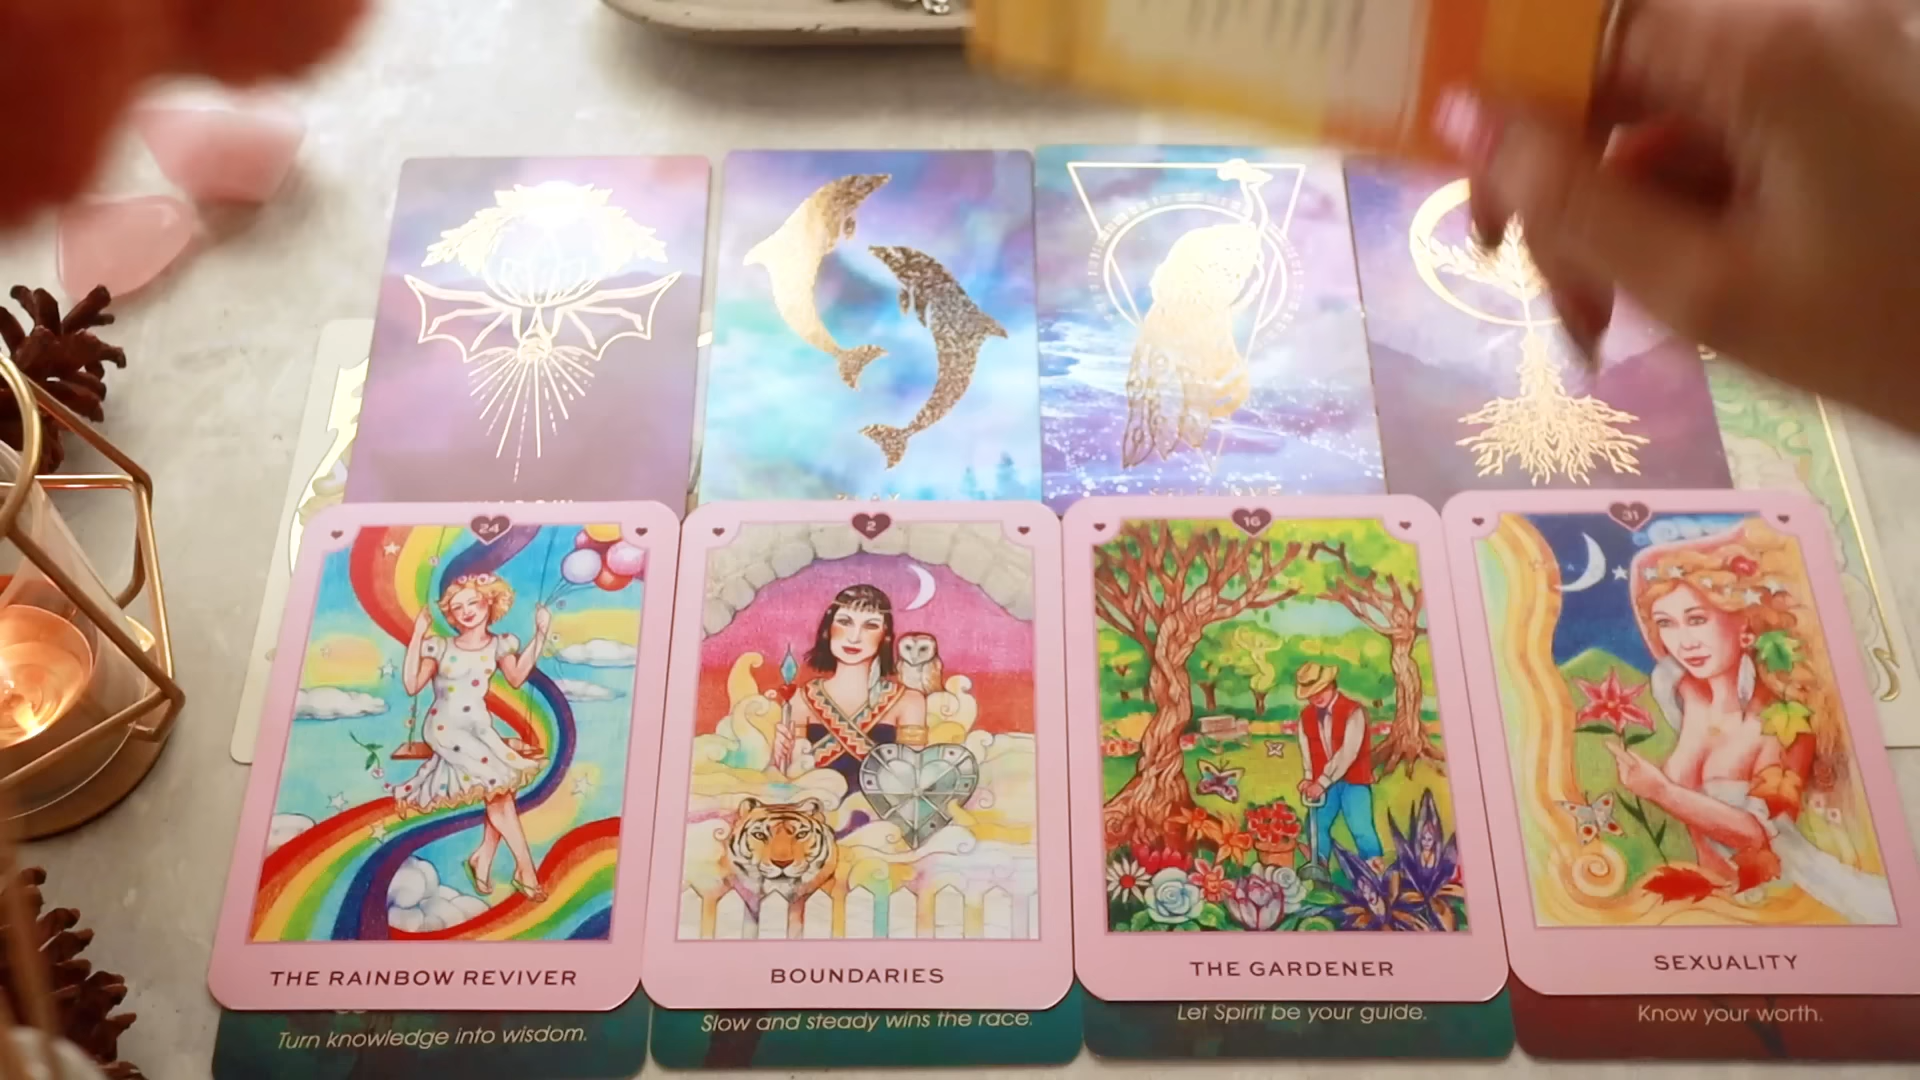 24
2
16
31
THE RAINBOW REVIVER
BOUNDARIES
THE GARDENER
SEXUALITY
Turn knowledge into wisdom.
Slow and steady wins the race.
Let Spirit be your guide.
Know your worth.